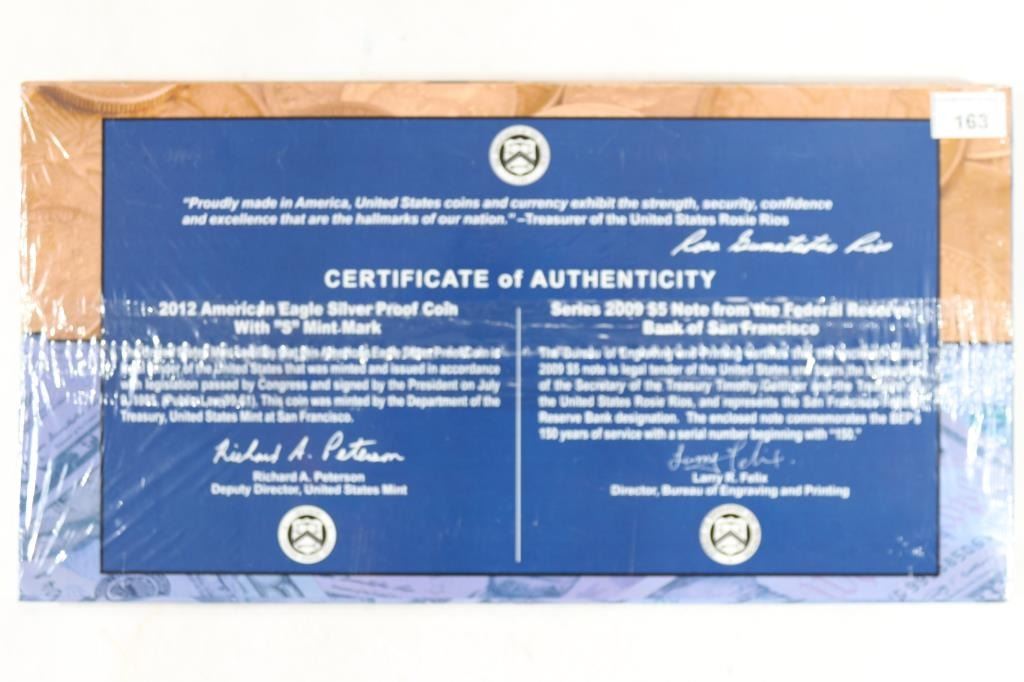 163
"Proudly made in America, United States coins and currency exhibit the strength, security, confidence
and excellence that are the hallmarks of our nation." –Treasurer of the United States Rosie Rios
CERTIFICATE of AUTHENTICITY
2012 American Eagle Silver Proof Coin
With "S" Mint Mark
United States that was minted and issued in accordance
legislation passed by Congress and signed by the President on July
This coin was minted by the Department of the
Treasury, United States Mint at San Francisco.
Richard A. Peterson
Richard A. Peterson
Deputy Director, United States Mint
Series 2009 $5 Note from the Federal Reserve
Bank of San Francisco
The Bureau of Engraving and Printing
2009 $5 note is legal tender of the United States
of the Secretary of the Treasury Timothy Geithner and the
the United States Rosie Rios, and represents the San Francisco
Reserve Bank designation. The enclosed note commemorates the BEP's
150 years of service with a serial number beginning with "150."
Larry Felix
Larry R. Felix
Director, Bureau of Engraving and Printing